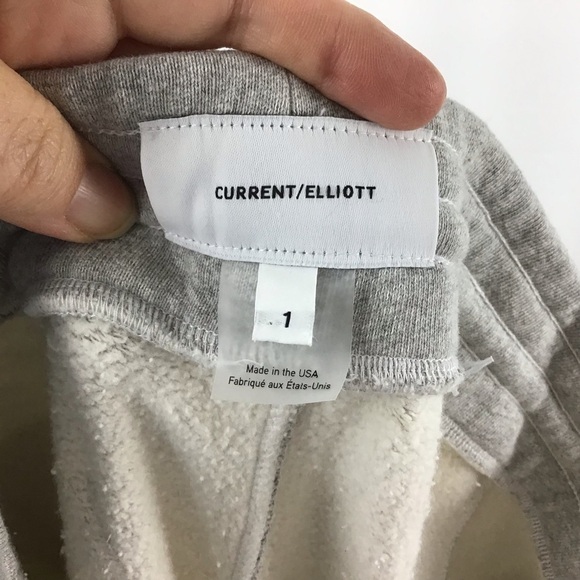 CURRENT/ELLIOTT
1
Made in the USA
Fabriqué aux États-Unis